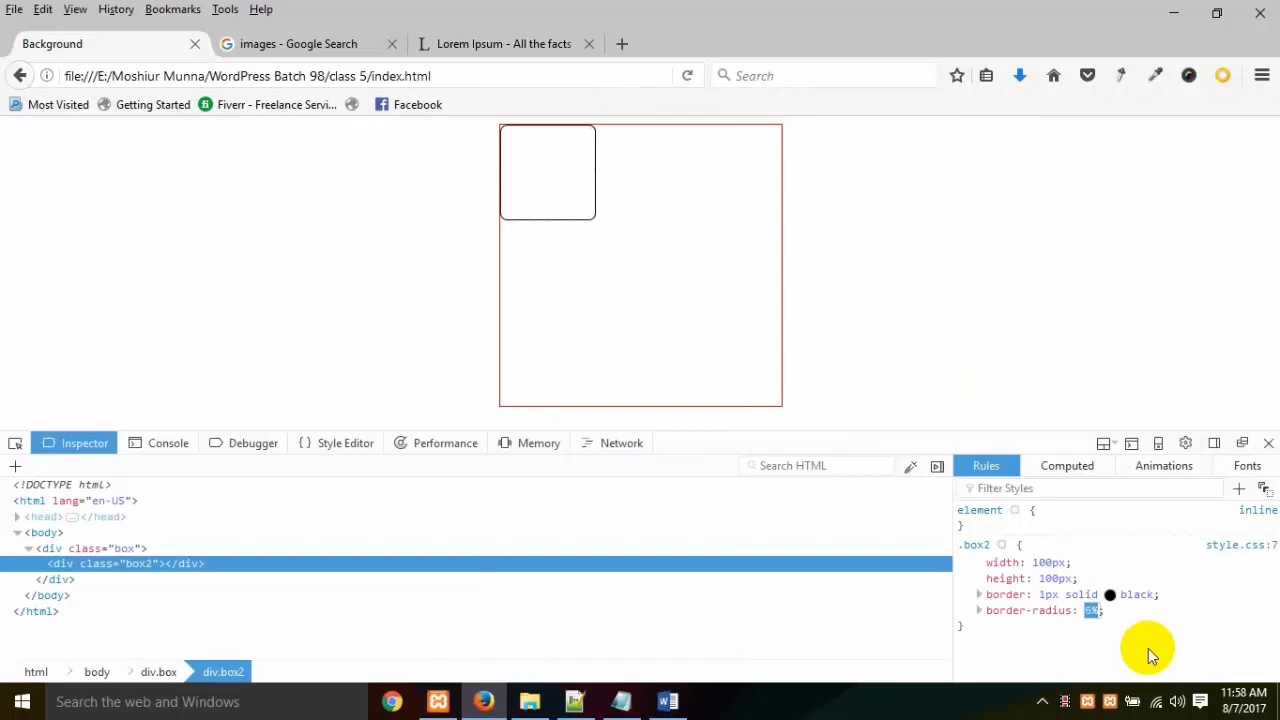 File Edit View History Bookmarks Tools Help
Background images - Google Search Lorem Ipsum - All the facts
file:///E:/Moshiur Munna/WordPress Batch 98/class 5/index.html Search
Most Visited Getting Started Fiverr - Freelance Servi... Facebook
Inspector Console Debugger { } Style Editor Performance Memory Network
Search HTML Rules Computed Animations Fonts
Filter Styles
<!DOCTYPE html>
<html lang="en-US">
<head> </head>
<body>
<div class="box">
<div class="box2"></div>
</div>
</body>
</html>
element { inline
}
.box2 { style.css:7
width: 100px;
height: 100px;
border: 1px solid black;
border-radius: 6%;
}
html body div.box div.box2
Search the web and Windows
11:58 AM
8/7/2017